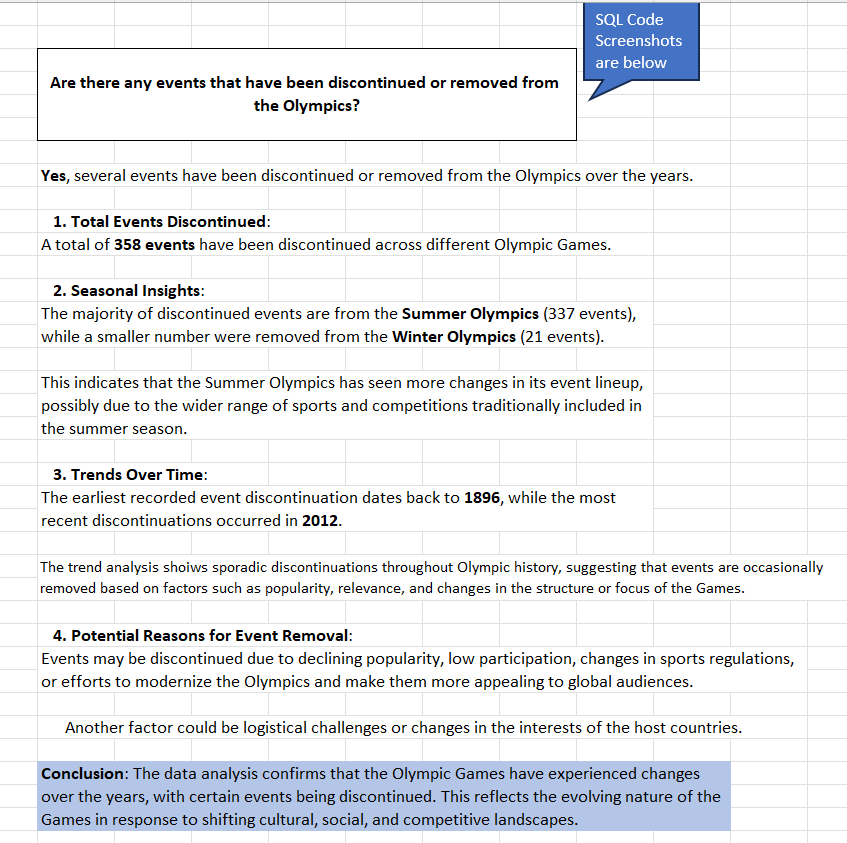 SQL Code
Screenshots
are below
Are there any events that have been discontinued or removed from
the Olympics?
Yes, several events have been discontinued or removed from the Olympics over the years.
1. Total Events Discontinued:
A total of 358 events have been discontinued across different Olympic Games.
2. Seasonal Insights:
The majority of discontinued events are from the Summer Olympics (337 events),
while a smaller number were removed from the Winter Olympics (21 events).
This indicates that the Summer Olympics has seen more changes in its event lineup,
possibly due to the wider range of sports and competitions traditionally included in
the summer season.
3. Trends Over Time:
The earliest recorded event discontinuation dates back to 1896, while the most
recent discontinuations occurred in 2012.
The trend analysis shoiws sporadic discontinuations throughout Olympic history, suggesting that events are occasionally
removed based on factors such as popularity, relevance, and changes in the structure or focus of the Games.
4. Potential Reasons for Event Removal:
Events may be discontinued due to declining popularity, low participation, changes in sports regulations,
or efforts to modernize the Olympics and make them more appealing to global audiences.
Another factor could be logistical challenges or changes in the interests of the host countries.
Conclusion: The data analysis confirms that the Olympic Games have experienced changes
over the years, with certain events being discontinued. This reflects the evolving nature of the
Games in response to shifting cultural, social, and competitive landscapes.